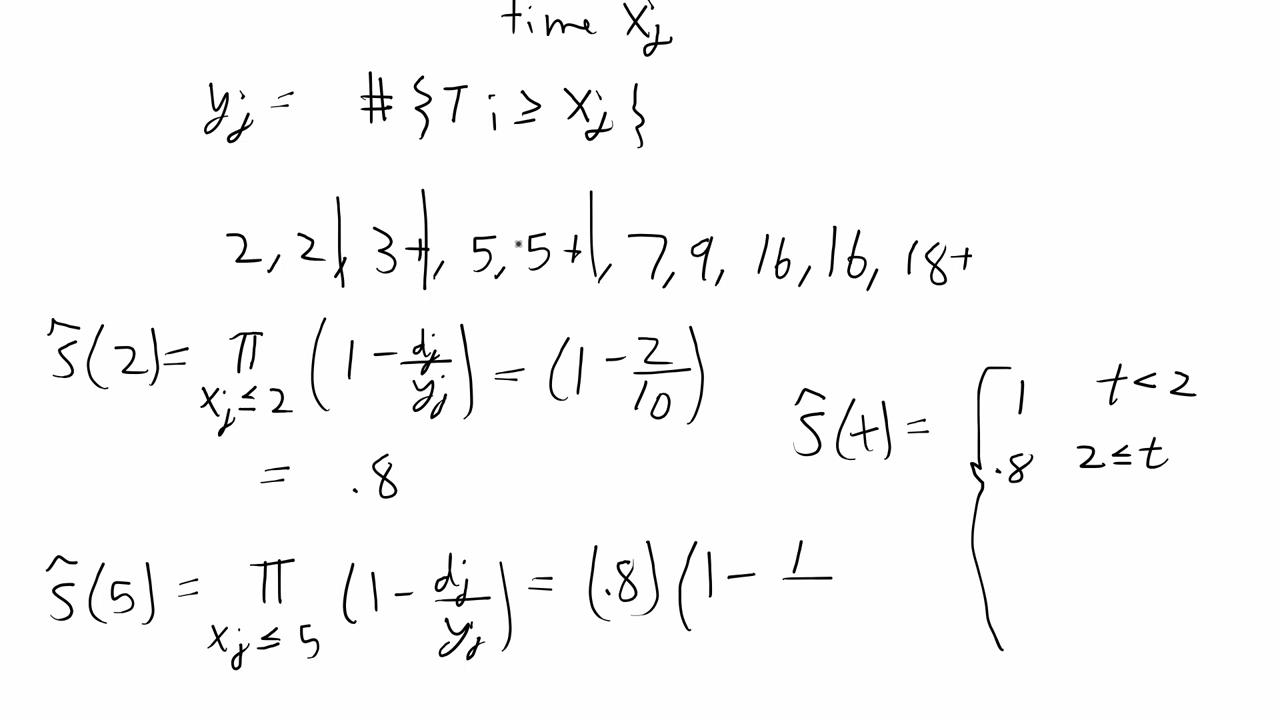 time xj
yj = #{Ti ≥ xj}
2, 2, 3+, 5, 5+, 7, 9, 16, 16, 18+
Ŝ(2) = π xj ≤ 2 (1 - dj/yj) = (1 - 2/10)
= .8
Ŝ(t) = { 1 t < 2
.8 2 ≤ t
Ŝ(5) = π xj ≤ 5 (1 - dj/yj) = (.8)(1 - 1/